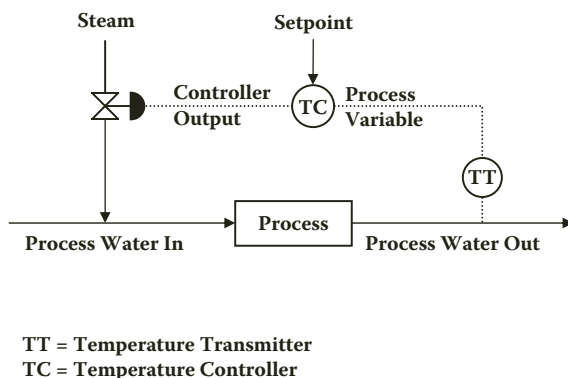 Steam
Setpoint
Controller
Output
TC
Process
Variable
TT
Process Water In
Process
Process Water Out
TT = Temperature Transmitter
TC = Temperature Controller